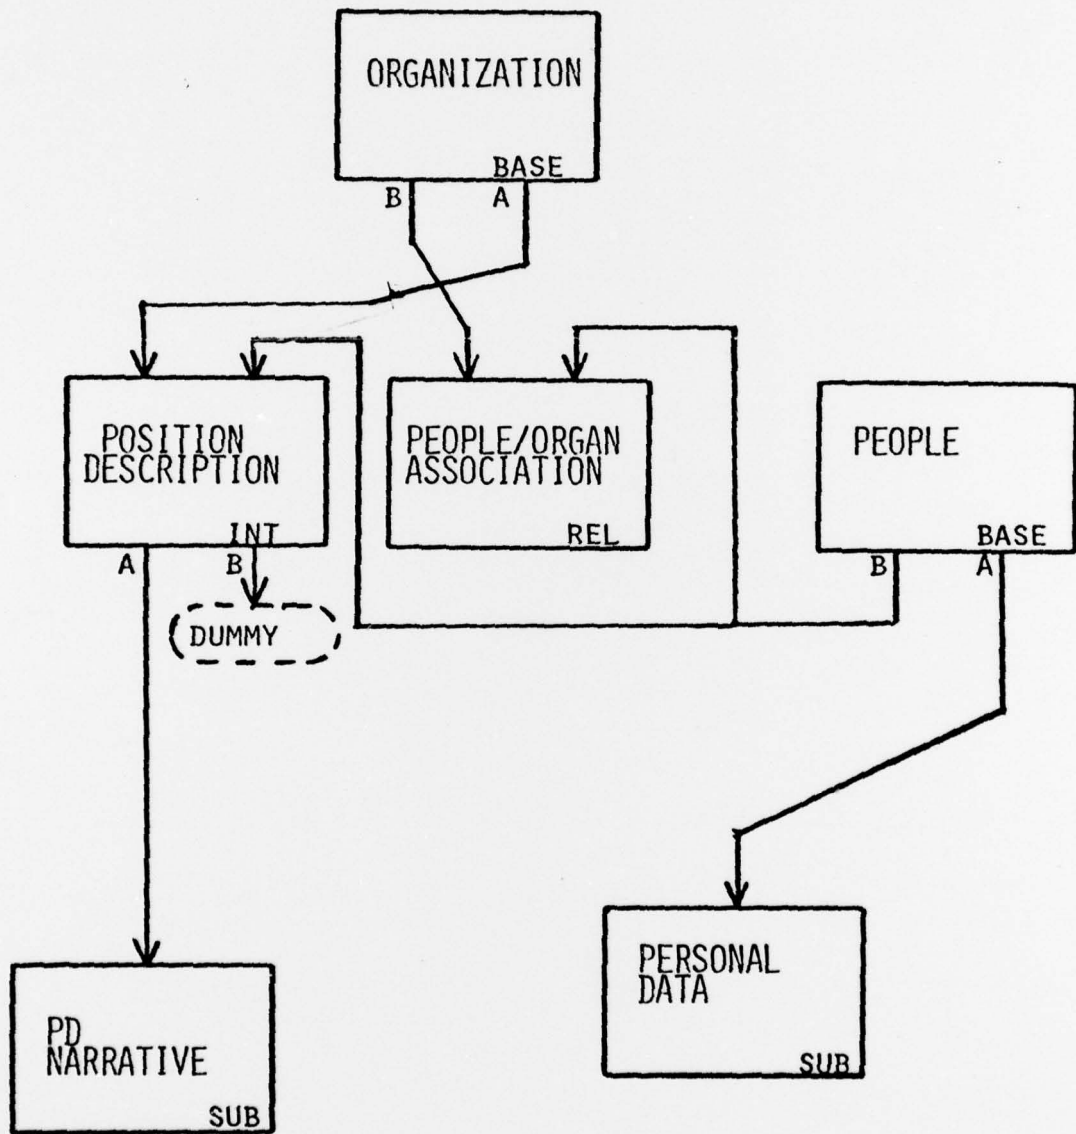 ORGANIZATION
BASE
B A
POSITION
DESCRIPTION
INT
A B
DUMMY
PEOPLE/ORGAN
ASSOCIATION
REL
PEOPLE
BASE
B A
PD
NARRATIVE
SUB
PERSONAL
DATA
SUB